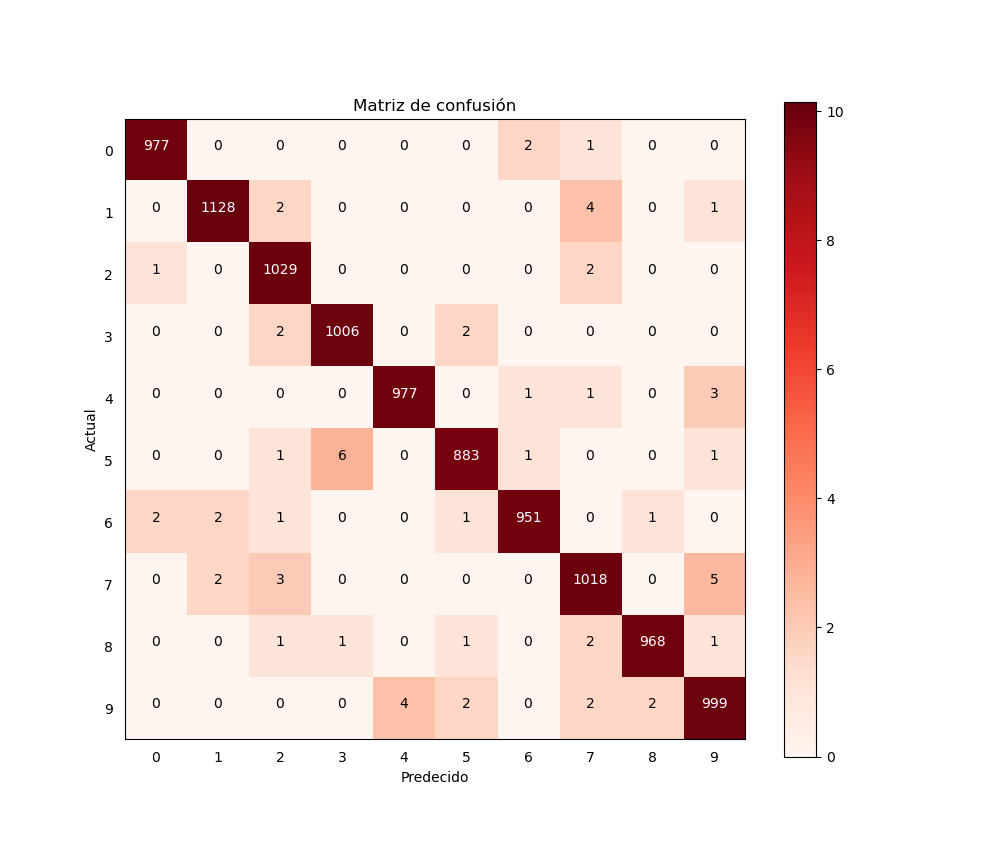 Matriz de confusión
0 977 0 0 0 0 0 2 1 0 0
1 0 1128 2 0 0 0 0 4 0 1
2 1 0 1029 0 0 0 0 2 0 0
3 0 0 2 1006 0 2 0 0 0 0
4 0 0 0 0 977 0 1 1 0 3
Actual
5 0 0 1 6 0 883 1 0 0 1
6 2 2 1 0 0 1 951 0 1 0
7 0 2 3 0 0 0 0 1018 0 5
8 0 0 1 1 0 1 0 2 968 1
9 0 0 0 0 4 2 0 2 2 999
0 1 2 3 4 5 6 7 8 9
Predecido
10
8
6
4
2
0